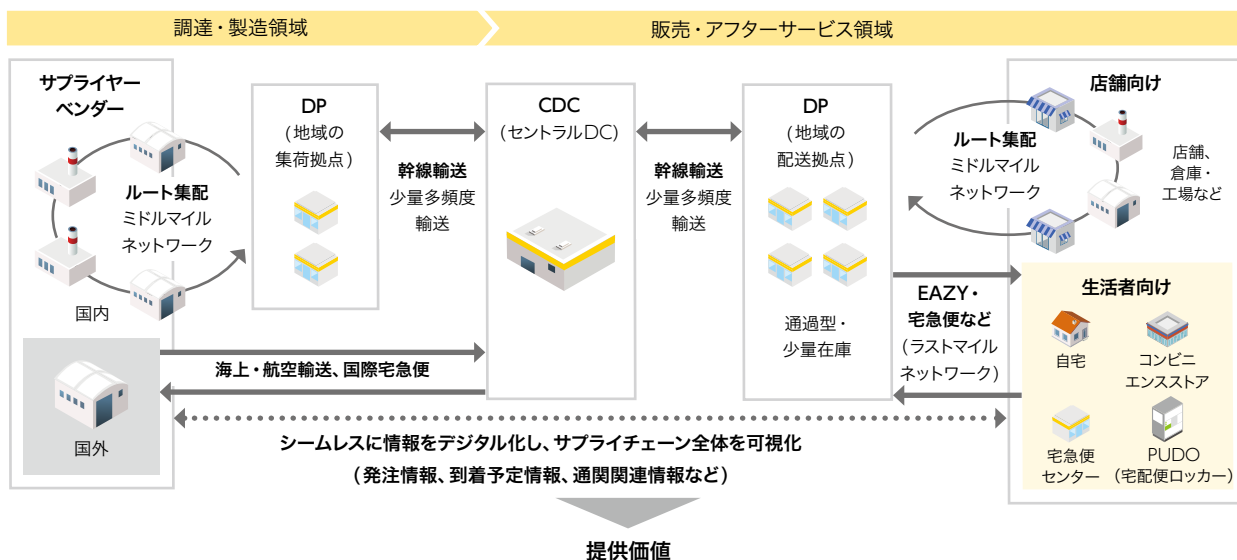 調達・製造領域
販売・アフターサービス領域
サプライヤー
ベンダー
ルート集配
ミドルマイル
ネットワーク
国内
国外
DP
(地域の
集荷拠点)
幹線輸送
少量多頻度
輸送
CDC
(セントラルDC)
幹線輸送
少量多頻度
輸送
DP
(地域の
配送拠点)
通過型・
少量在庫
店舗向け
ルート集配
ミドルマイル
ネットワーク
店舗、
倉庫・
工場など
EAZY・
宅急便など
(ラストマイル
ネットワーク)
生活者向け
自宅
コンビニ
エンスストア
宅急便
センター
PUDO
(宅配便ロッカー)
海上・航空輸送、国際宅急便
シームレスに情報をデジタル化し、サプライチェーン全体を可視化
(発注情報、到着予定情報、通関関連情報など)
提供価値